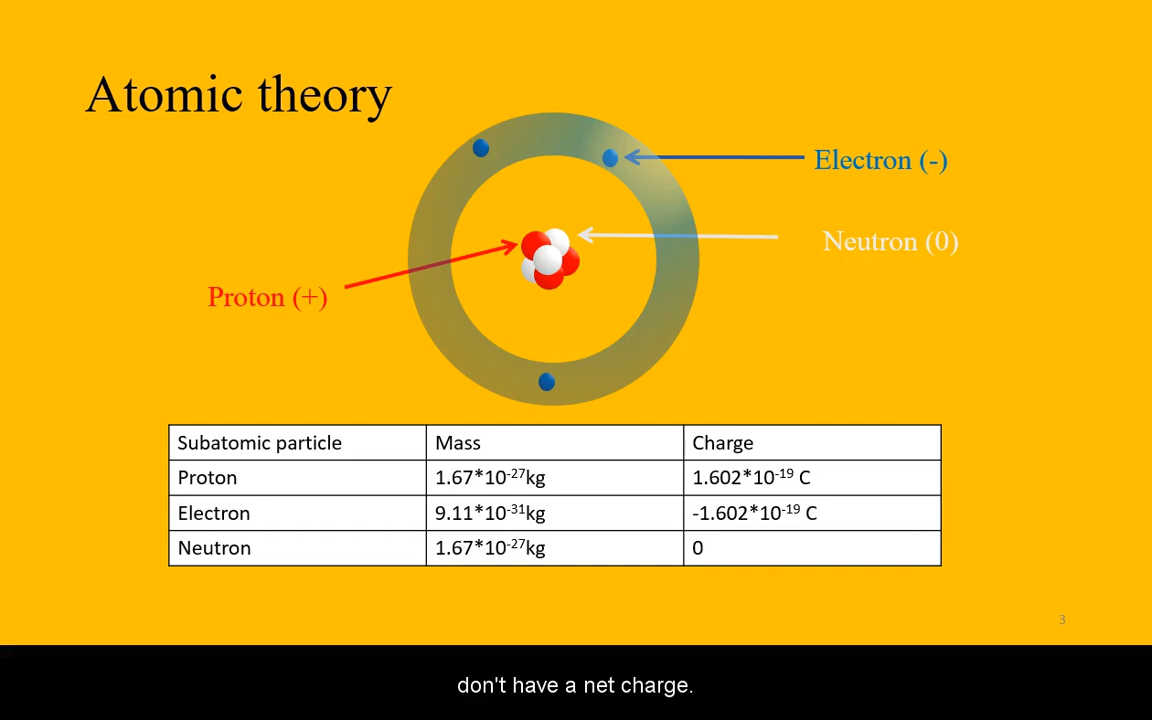 Atomic theory
Electron (-)
Neutron (0)
Proton (+)
Subatomic particle Mass Charge
Proton 1.67*10⁻²⁷kg 1.602*10⁻¹⁹ C
Electron 9.11*10⁻³¹kg -1.602*10⁻¹⁹ C
Neutron 1.67*10⁻²⁷kg 0
3
don't have a net charge.